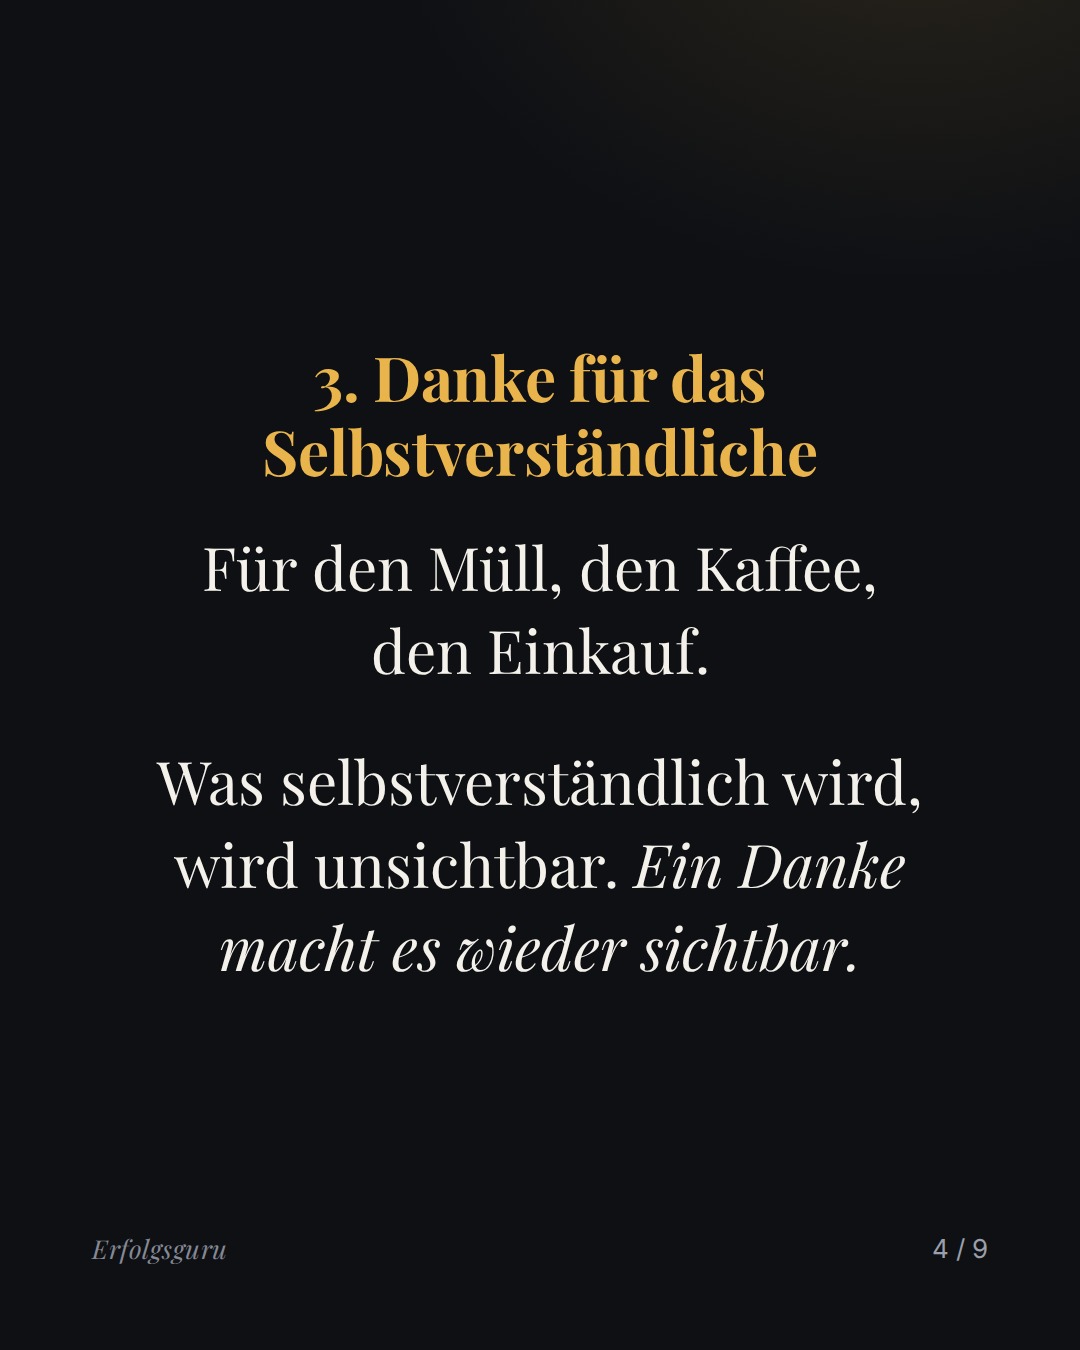 3. Danke für das
Selbstverständliche
Für den Müll, den Kaffee,
den Einkauf.
Was selbstverständlich wird,
wird unsichtbar. Ein Danke
macht es wieder sichtbar.
Erfolgsguru
4 / 9